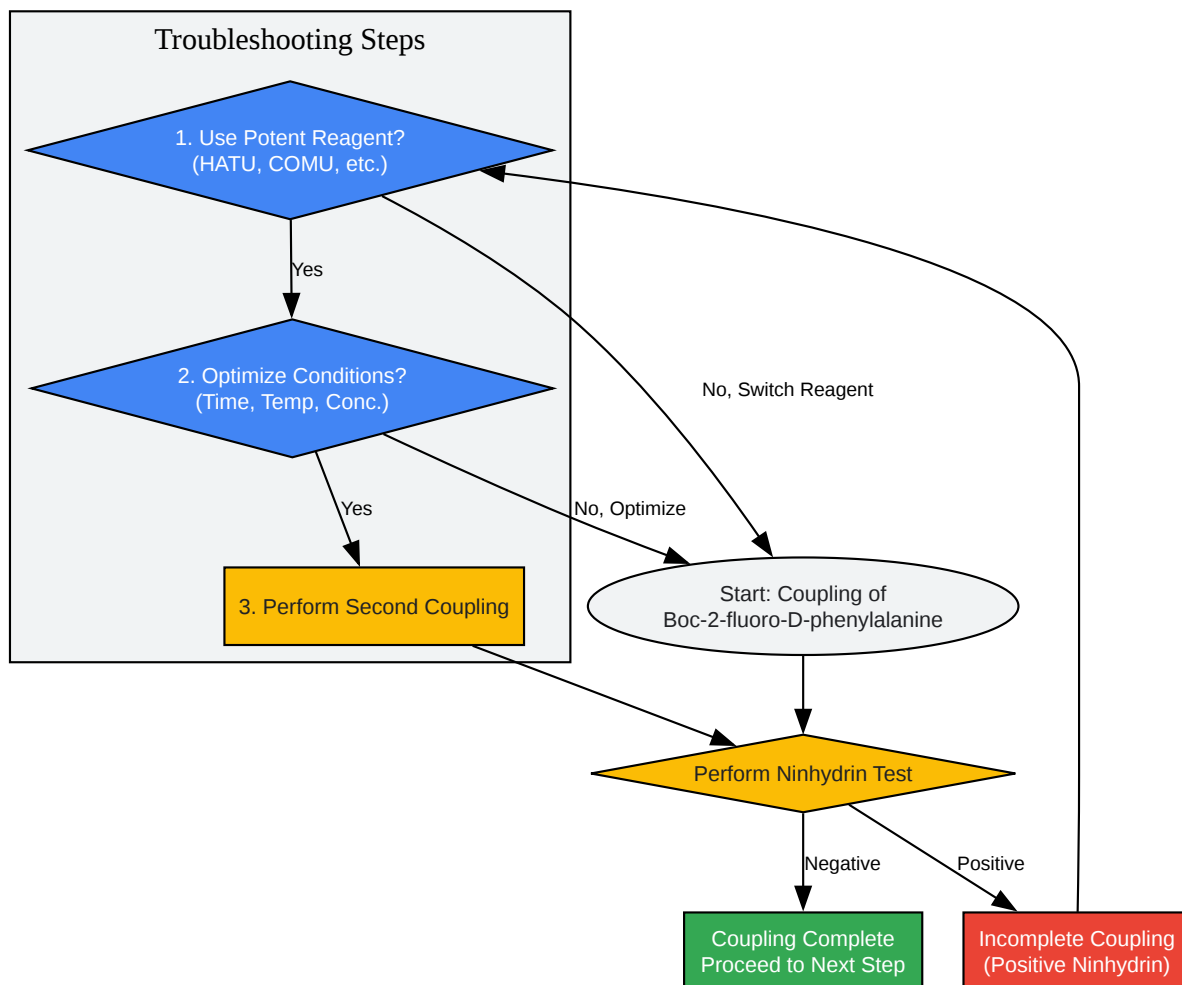 Troubleshooting Steps
1. Use Potent Reagent?
(HATU, COMU, etc.)
Yes
2. Optimize Conditions?
(Time, Temp, Conc.)
No, Switch Reagent
Yes
No, Optimize
3. Perform Second Coupling
Start: Coupling of
Boc-2-fluoro-D-phenylalanine
Perform Ninhydrin Test
Negative
Positive
Coupling Complete
Proceed to Next Step
Incomplete Coupling
(Positive Ninhydrin)